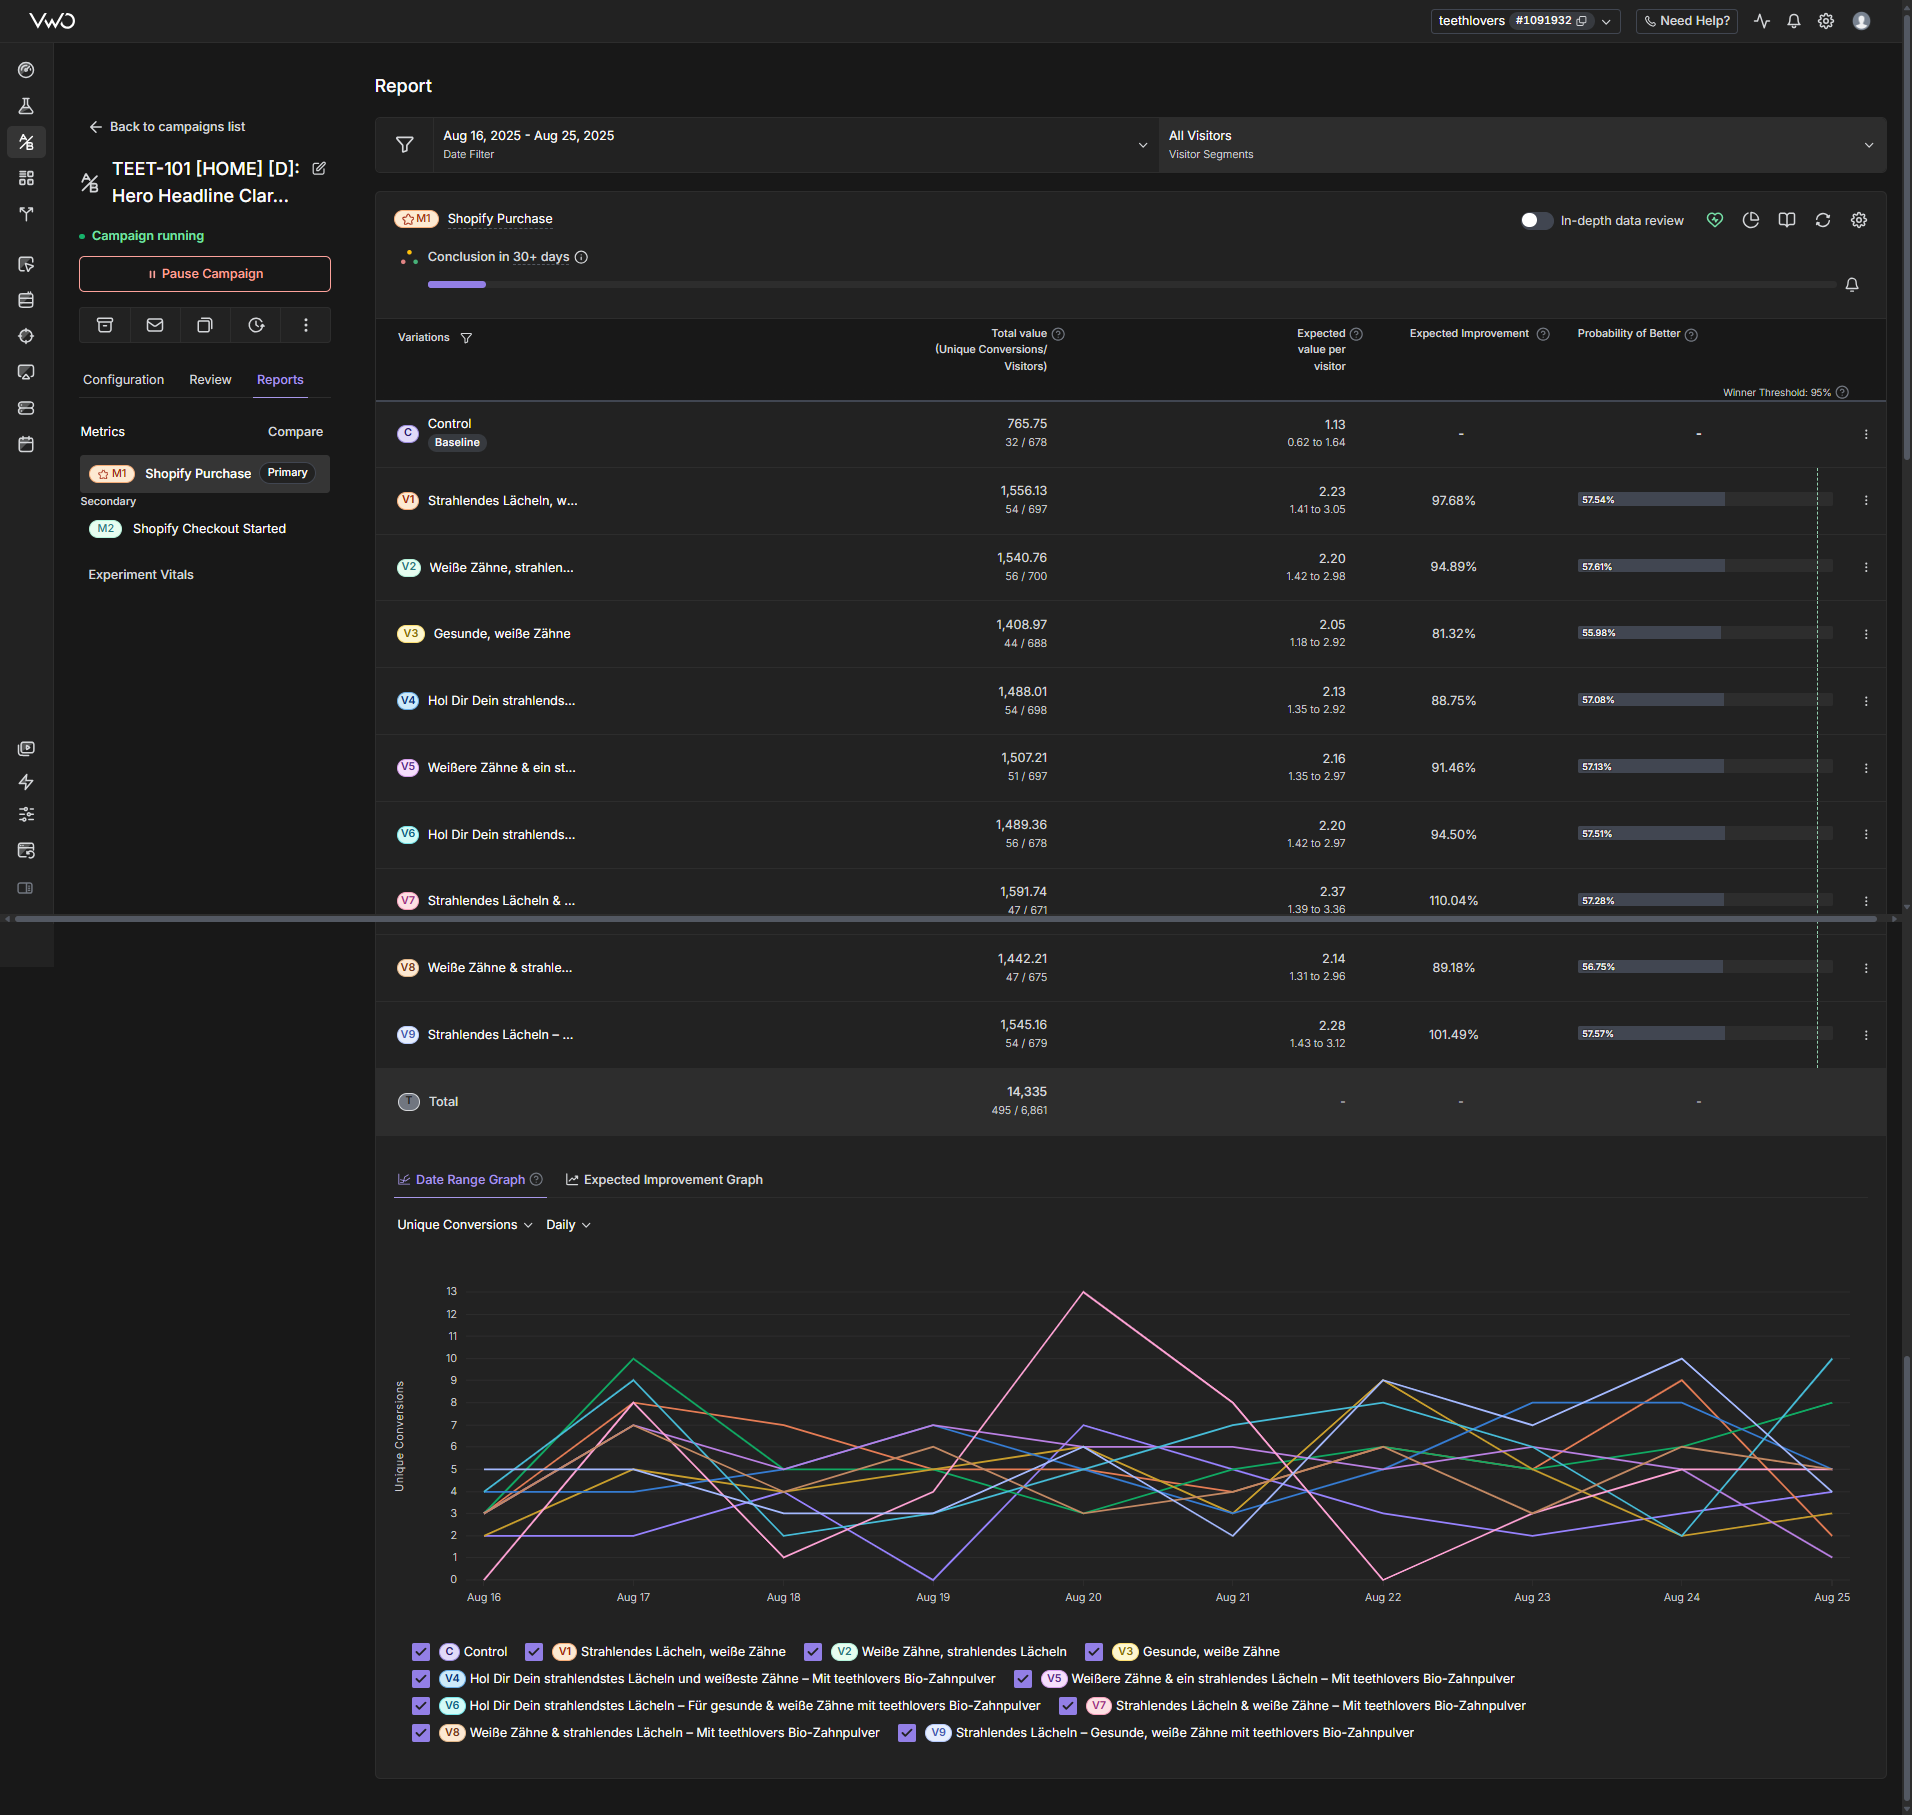 VWO
teethlovers #1091932
Need Help?
Back to campaigns list
TEET-101 [HOME] [D]:
Hero Headline Clar...
Campaign running
Pause Campaign
Configuration Review Reports
Metrics Compare
M1 Shopify Purchase Primary
Secondary
M2 Shopify Checkout Started
Experiment Vitals
Report
Aug 16, 2025 - Aug 25, 2025
Date Filter
All Visitors
Visitor Segments
M1 Shopify Purchase
In-depth data review
Conclusion in 30+ days
Variations
Total value
(Unique Conversions/
Visitors)
Expected
value per
visitor
Expected Improvement
Probability of Better
Winner Threshold: 95%
C Control
Baseline
765.75
32 / 678
1.13
0.62 to 1.64
-
-
V1 Strahlendes Lächeln, w...
1,556.13
54 / 697
2.23
1.41 to 3.05
97.68%
57.54%
V2 Weiße Zähne, strahlen...
1,540.76
56 / 700
2.20
1.42 to 2.98
94.89%
57.61%
V3 Gesunde, weiße Zähne
1,408.97
44 / 688
2.05
1.18 to 2.92
81.32%
55.98%
V4 Hol Dir Dein strahlends...
1,488.01
54 / 698
2.13
1.35 to 2.92
88.75%
57.08%
V5 Weißere Zähne & ein st...
1,507.21
51 / 697
2.16
1.35 to 2.97
91.46%
57.13%
V6 Hol Dir Dein strahlends...
1,489.36
56 / 678
2.20
1.42 to 2.97
94.50%
57.51%
V7 Strahlendes Lächeln & ...
1,591.74
47 / 671
2.37
1.39 to 3.36
110.04%
57.28%
V8 Weiße Zähne & strahle...
1,442.21
47 / 675
2.14
1.31 to 2.96
89.18%
56.75%
V9 Strahlendes Lächeln – ...
1,545.16
54 / 679
2.28
1.43 to 3.12
101.49%
57.57%
T Total
14,335
495 / 6,861
-
-
-
Date Range Graph
Expected Improvement Graph
Unique Conversions Daily
Unique Conversions
13
12
11
10
9
8
7
6
5
4
3
2
1
0
Aug 16 Aug 17 Aug 18 Aug 19 Aug 20 Aug 21 Aug 22 Aug 23 Aug 24 Aug 25
C Control V1 Strahlendes Lächeln, weiße Zähne V2 Weiße Zähne, strahlendes Lächeln V3 Gesunde, weiße Zähne
V4 Hol Dir Dein strahlendstes Lächeln und weißeste Zähne – Mit teethlovers Bio-Zahnpulver V5 Weißere Zähne & ein strahlendes Lächeln – Mit teethlovers Bio-Zahnpulver
V6 Hol Dir Dein strahlendstes Lächeln – Für gesunde & weiße Zähne mit teethlovers Bio-Zahnpulver V7 Strahlendes Lächeln & weiße Zähne – Mit teethlovers Bio-Zahnpulver
V8 Weiße Zähne & strahlendes Lächeln – Mit teethlovers Bio-Zahnpulver V9 Strahlendes Lächeln – Gesunde, weiße Zähne mit teethlovers Bio-Zahnpulver